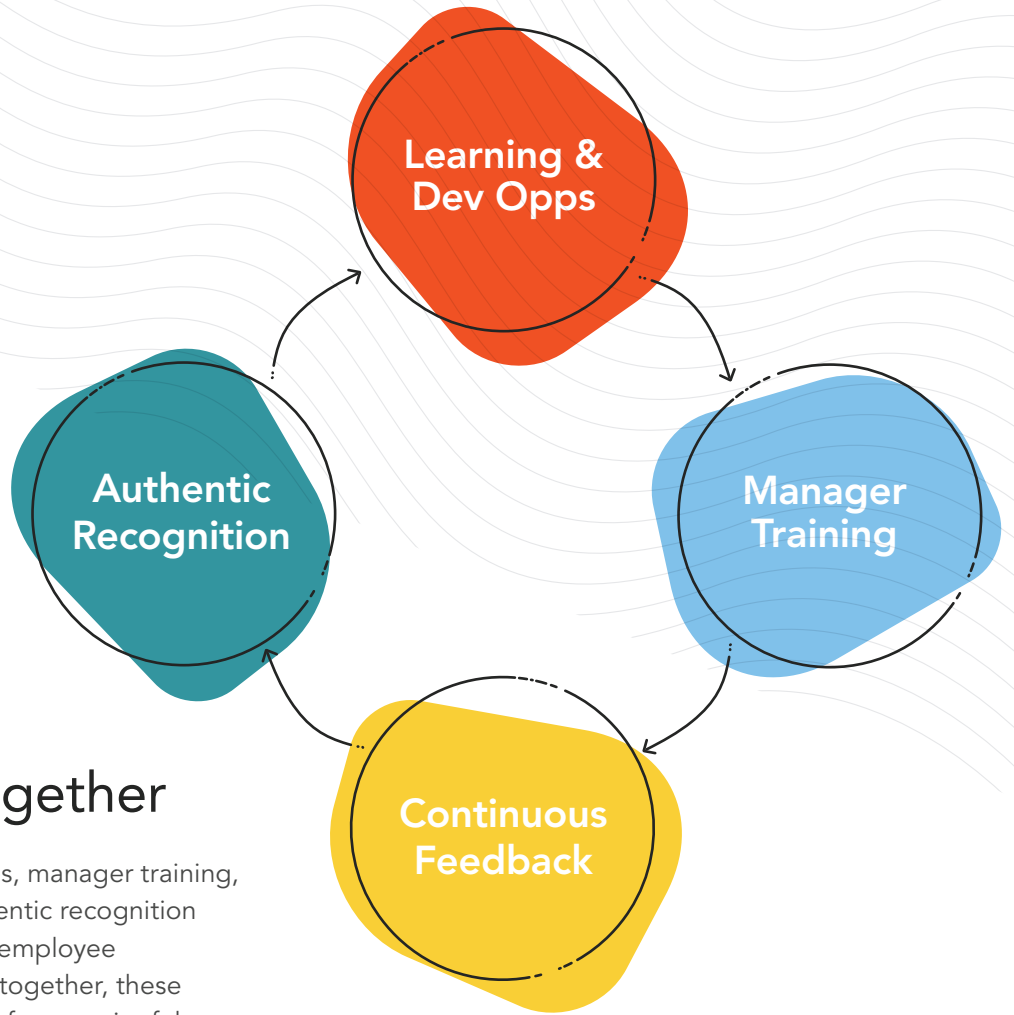 Learning &
Dev Opps
Authentic
Recognition
Manager
Training
Continuous
Feedback
gether
s, manager training,
entic recognition
employee
together, these